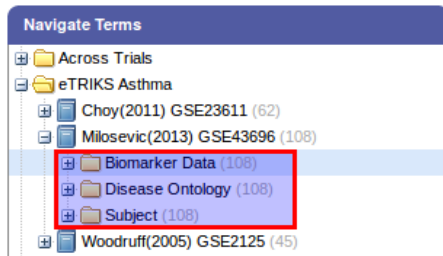 Navigate Terms
Across Trials
eTRIKS Asthma
Choy(2011) GSE23611 (62)
Milosevic(2013) GSE43696 (108)
Biomarker Data (108)
Disease Ontology (108)
Subject (108)
Woodruff(2005) GSE2125 (45)